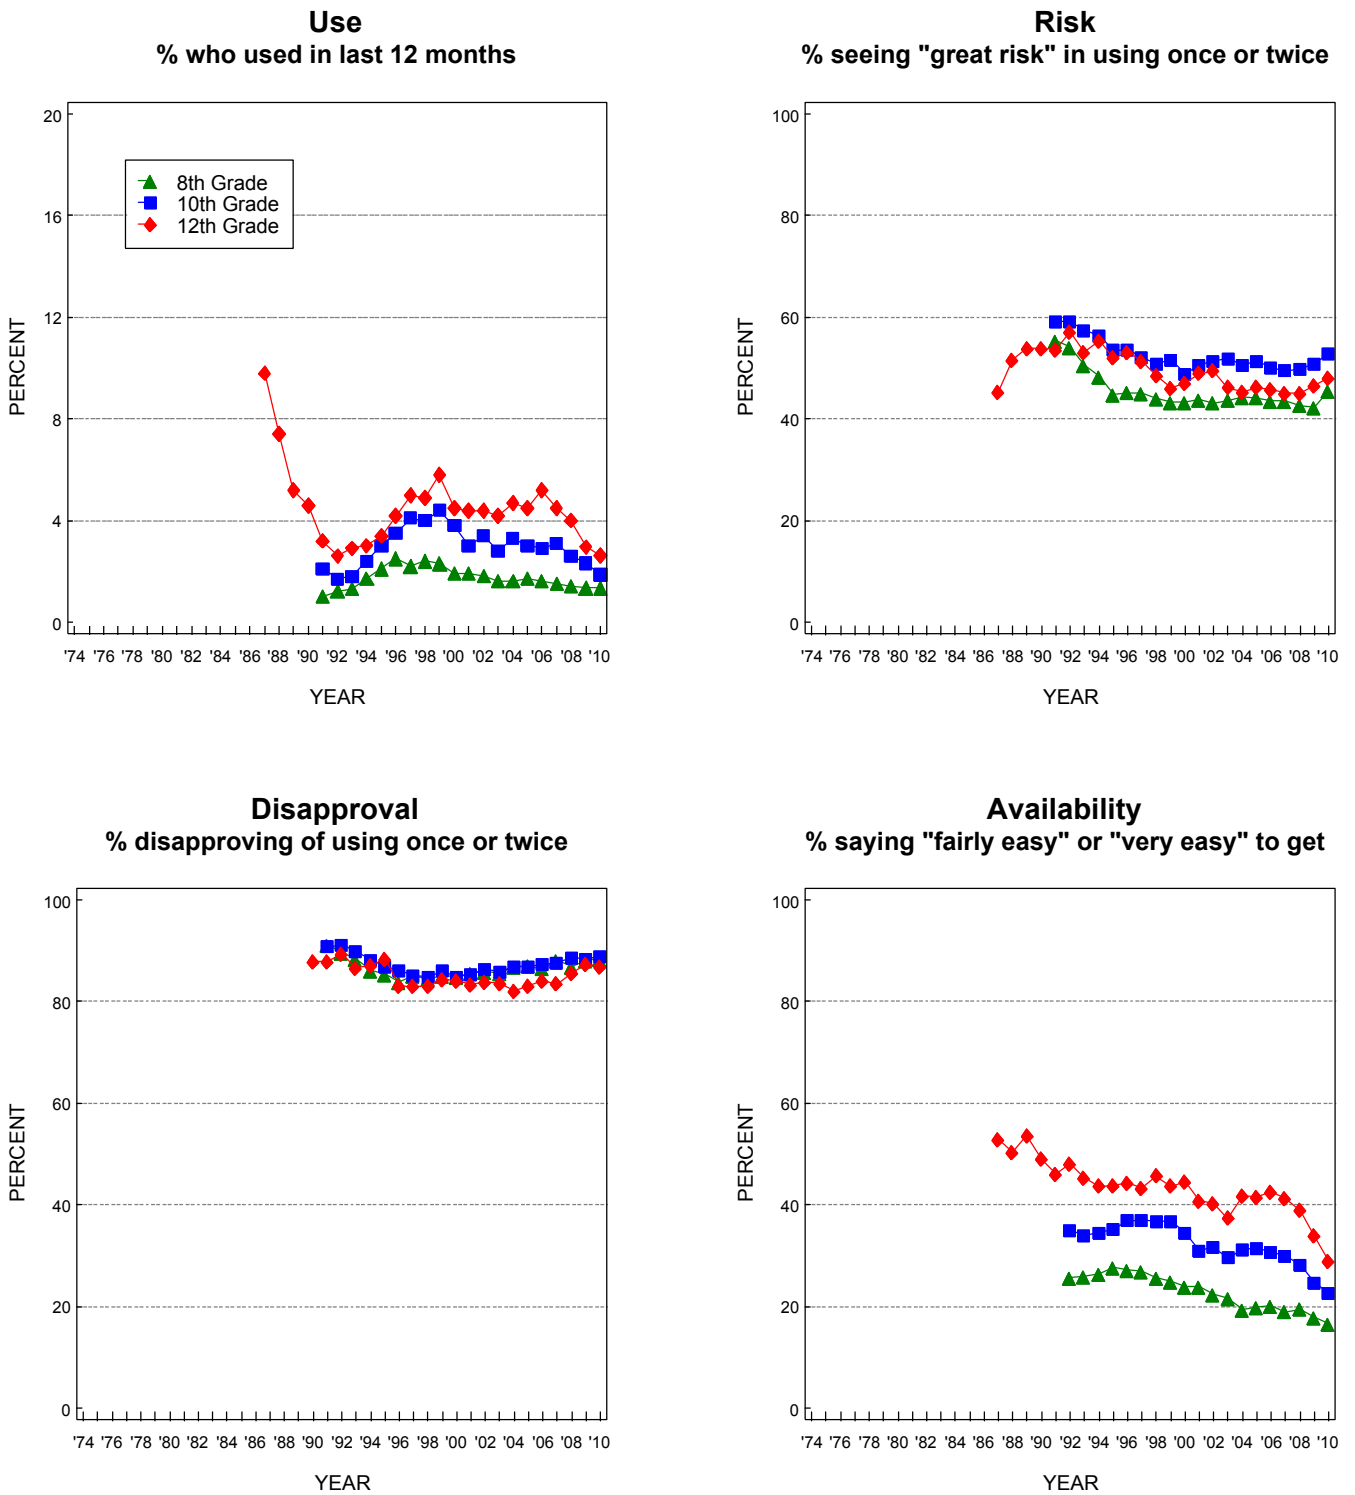 Use
% who used in last 12 months
20
16
12
8
4
0
PERCENT
8th Grade
10th Grade
12th Grade
'74 '76 '78 '80 '82 '84 '86 '88 '90 '92 '94 '96 '98 '00 '02 '04 '06 '08 '10
YEAR
Risk
% seeing "great risk" in using once or twice
100
80
60
40
20
0
PERCENT
'74 '76 '78 '80 '82 '84 '86 '88 '90 '92 '94 '96 '98 '00 '02 '04 '06 '08 '10
YEAR
Disapproval
% disapproving of using once or twice
100
80
60
40
20
0
PERCENT
'74 '76 '78 '80 '82 '84 '86 '88 '90 '92 '94 '96 '98 '00 '02 '04 '06 '08 '10
YEAR
Availability
% saying "fairly easy" or "very easy" to get
100
80
60
40
20
0
PERCENT
'74 '76 '78 '80 '82 '84 '86 '88 '90 '92 '94 '96 '98 '00 '02 '04 '06 '08 '10
YEAR